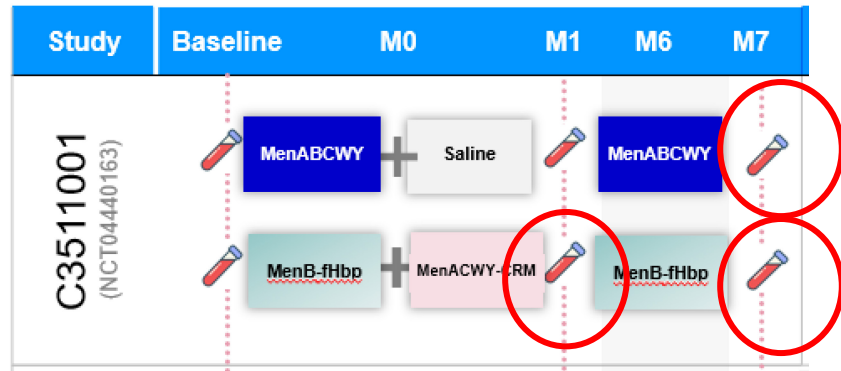 Study Baseline M0 M1 M6 M7
C3511001
(NCT04440163)
MenABCWY + Saline MenABCWY
MenB-fHbp + MenACWY-CRM MenB-fHbp